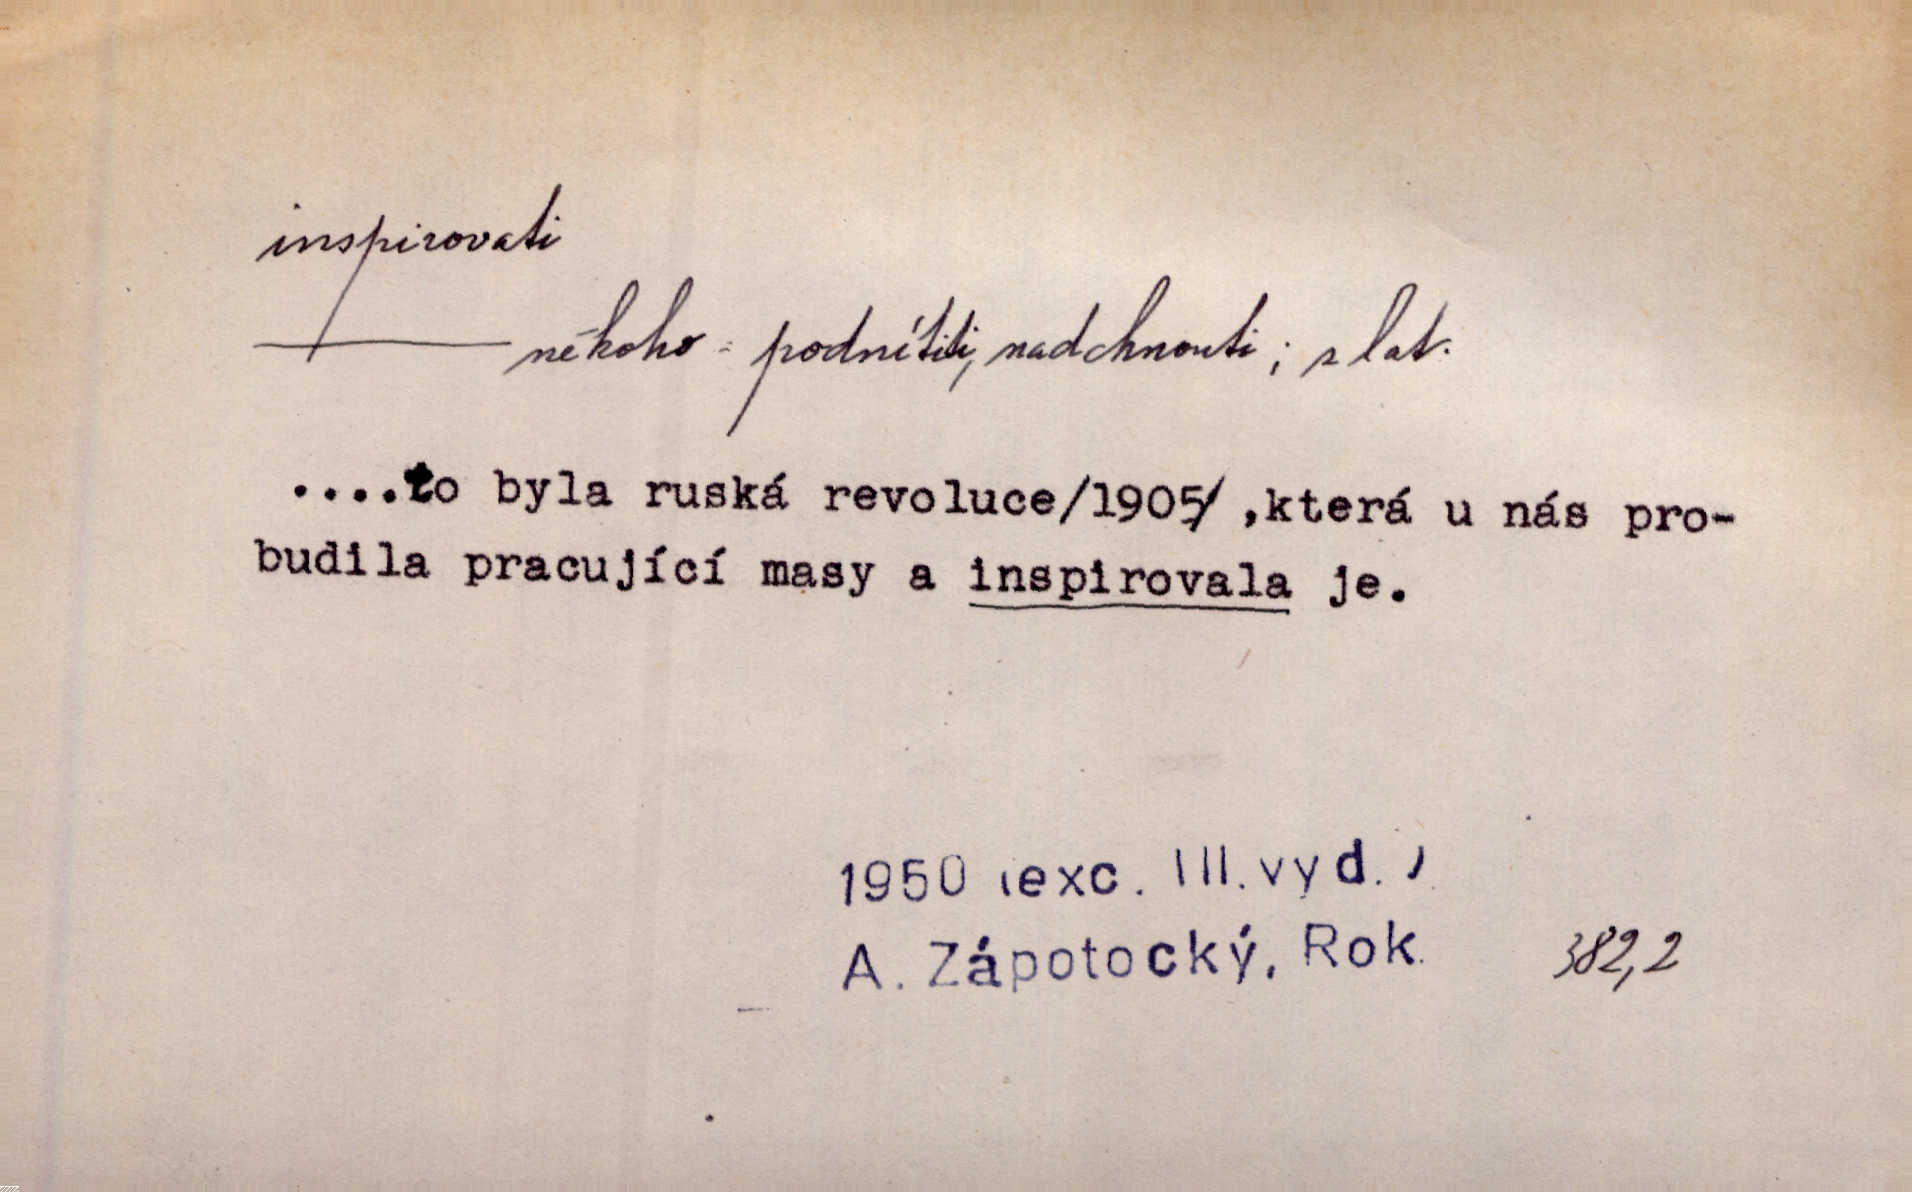 inspirovati
—— někoho = podnítiti, nadchnouti; z lat.
....to byla ruská revoluce/1905/ ,která u nás pro-
budila pracující masy a inspirovala je.
1950 (exc. III. vyd.)
A. Zápotocký, Rok. 382,2